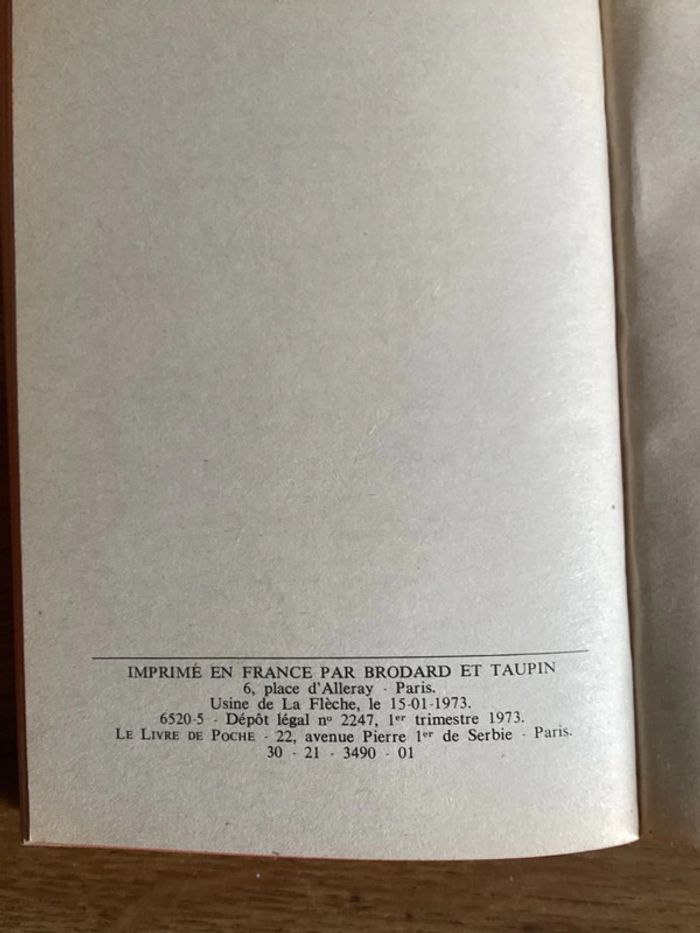 IMPRIMÉ EN FRANCE PAR BRODARD ET TAUPIN
6, place d'Alleray - Paris.
Usine de La Flèche, le 15-01-1973.
6520-5 - Dépôt légal nº 2247, 1er trimestre 1973.
LE LIVRE DE POCHE - 22, avenue Pierre 1er de Serbie - Paris.
30 - 21 - 3490 - 01